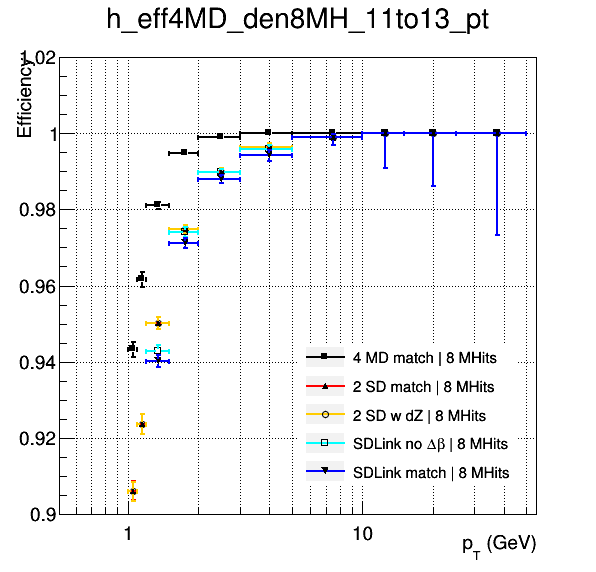 h_eff4MD_den8MH_11to13_pt
Efficiency
1.02
1
0.98
0.96
0.94
0.92
0.9
4 MD match | 8 MHits
2 SD match | 8 MHits
2 SD w dZ | 8 MHits
SDLink no Δβ | 8 MHits
SDLink match | 8 MHits
1
10
p_T (GeV)